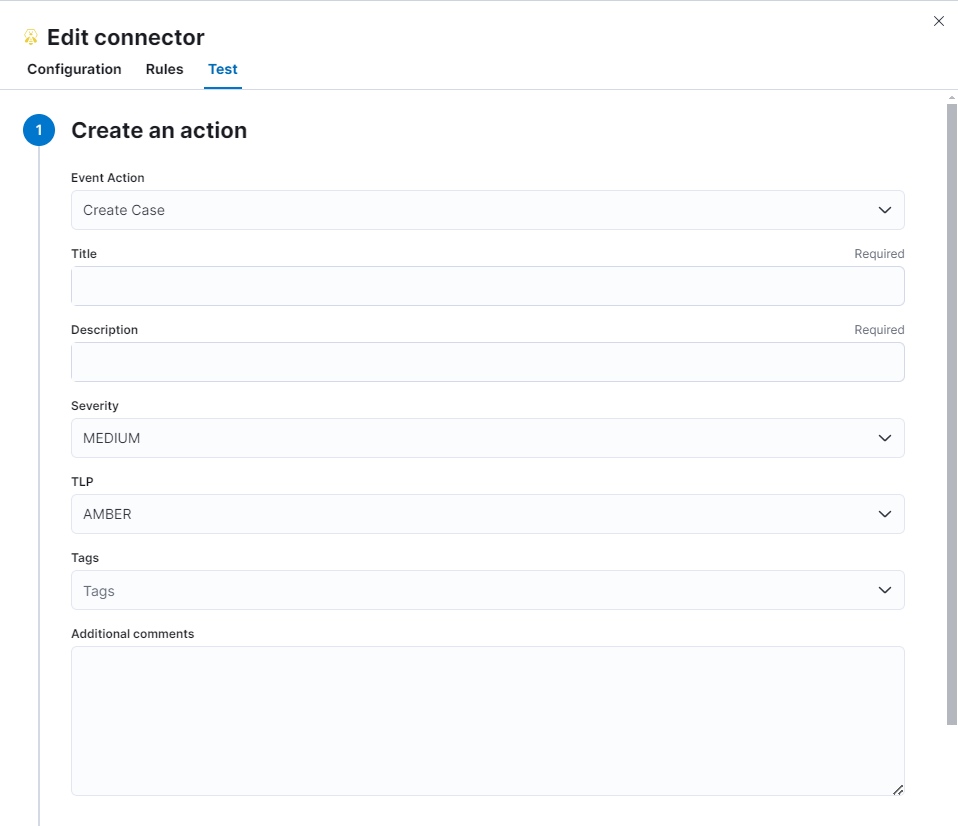 Edit connector
Configuration Rules Test
1 Create an action
Event Action
Create Case
Title Required
Description Required
Severity
MEDIUM
TLP
AMBER
Tags
Tags
Additional comments